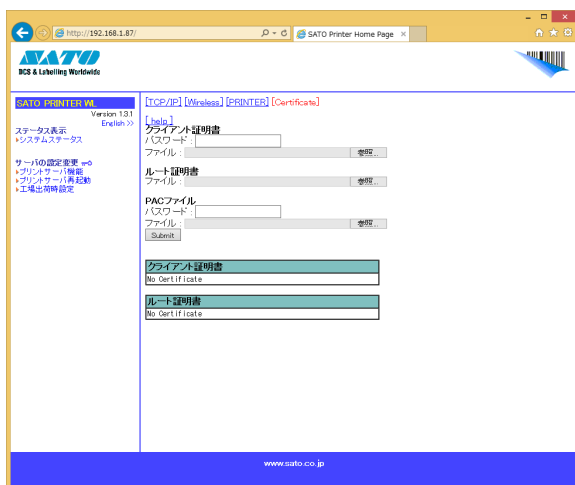 http://192.168.1.87/
SATO Printer Home Page
SATO
DCS & Labelling Worldwide
SATO PRINTER WL
Version 1.3.1
English >>
ステータス表示
システムステータス
サーバの設定変更
プリントサーバ機能
プリントサーバ再起動
工場出荷時設定
[TCP/IP] [Wireless] [PRINTER] [Certificate]
[ help ]
クライアント証明書
パスワード :
ファイル : 参照...
ルート証明書
ファイル : 参照...
PACファイル
パスワード :
ファイル : 参照...
Submit
クライアント証明書
No Certificate
ルート証明書
No Certificate
www.sato.co.jp